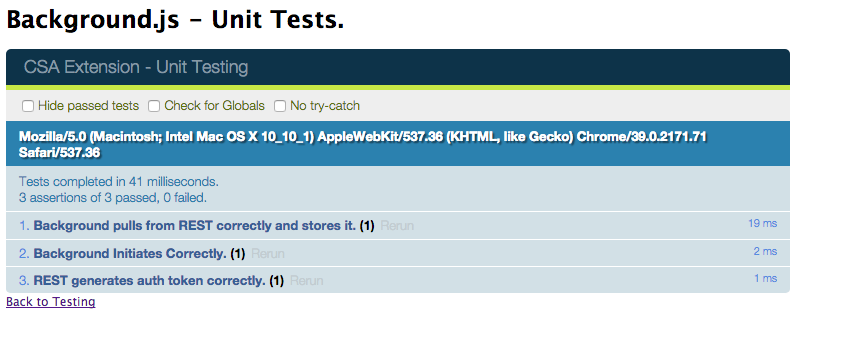 Background.js - Unit Tests.
CSA Extension - Unit Testing
Hide passed tests Check for Globals No try-catch
Mozilla/5.0 (Macintosh; Intel Mac OS X 10_10_1) AppleWebKit/537.36 (KHTML, like Gecko) Chrome/39.0.2171.71
Safari/537.36
Tests completed in 41 milliseconds.
3 assertions of 3 passed, 0 failed.
1. Background pulls from REST correctly and stores it. (1) Rerun 19 ms
2. Background Initiates Correctly. (1) Rerun 2 ms
3. REST generates auth token correctly. (1) Rerun 1 ms
Back to Testing